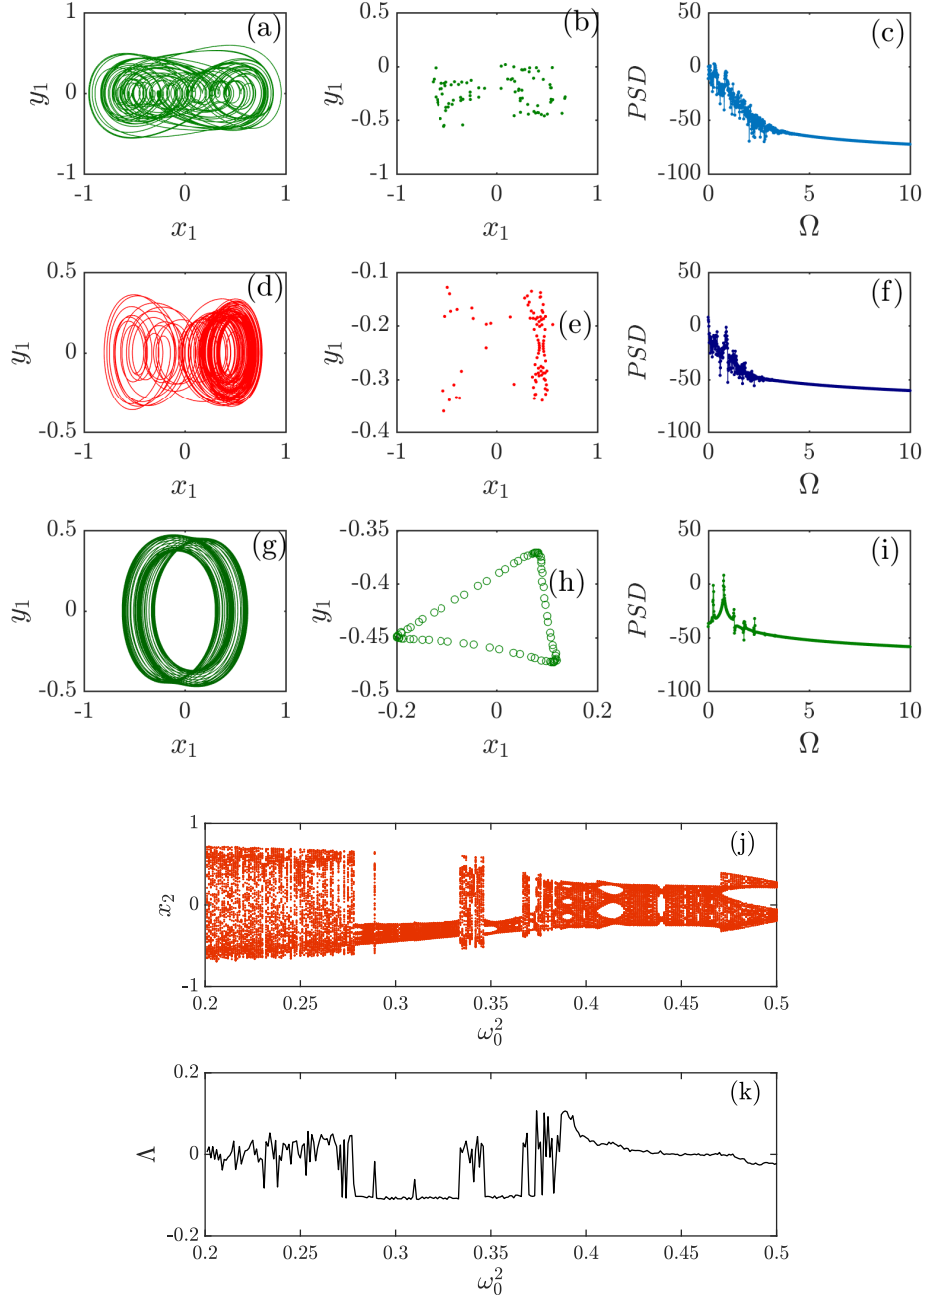 (a)
1
0
-1
y₁
-1 0 1
x₁
(b)
0
-0.5
-1
y₁
-1 0 1
x₁
(c)
50
0
-50
-100
PSD
0 5 10
Ω
(d)
0.5
0
-0.5
y₁
-1 0 1
x₁
(e)
-0.1
-0.2
-0.3
-0.4
y₁
-1 0 1
x₁
(f)
50
0
-50
-100
PSD
0 5 10
Ω
(g)
0.5
0
-0.5
y₁
-1 0 1
x₁
(h)
-0.35
-0.4
-0.45
-0.5
y₁
-0.2 0 0.2
x₁
(i)
50
0
-50
-100
PSD
0 5 10
Ω
(j)
1
0
-1
x₂
0.2 0.25 0.3 0.35 0.4 0.45 0.5
ω₀²
(k)
0.2
0
-0.2
Λ
0.2 0.25 0.3 0.35 0.4 0.45 0.5
ω₀²